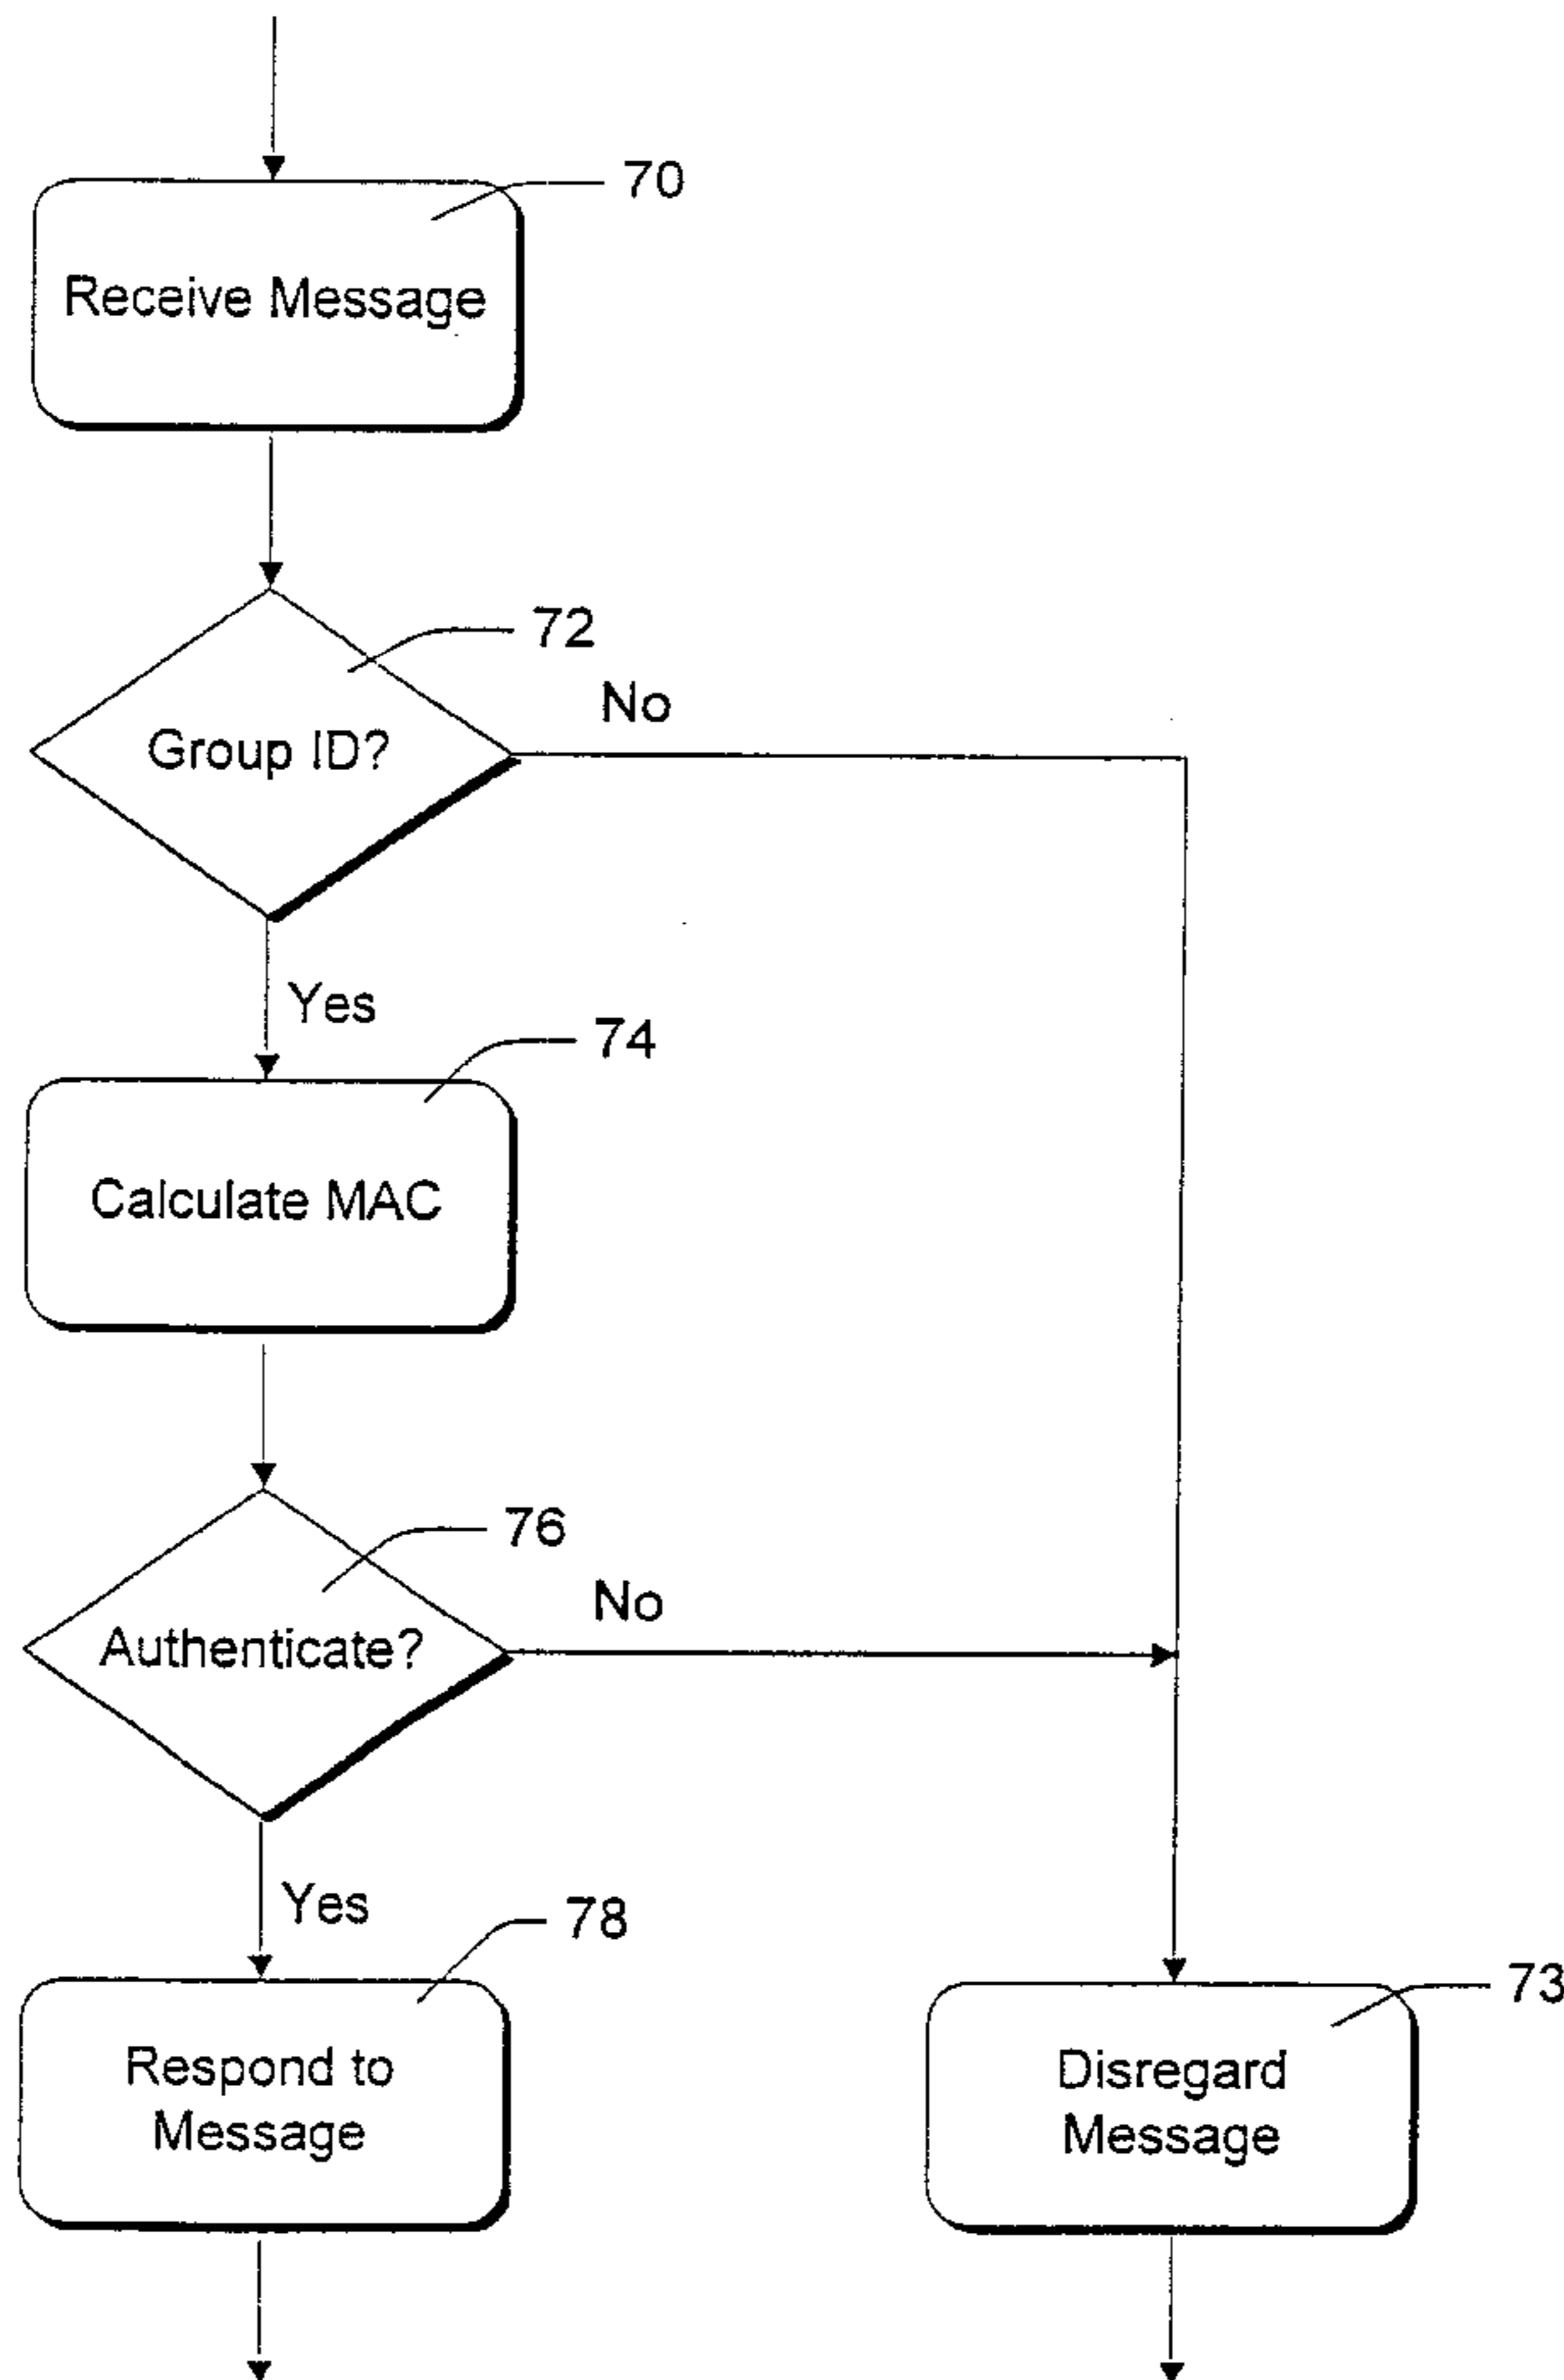 70
Receive Message
72
No
Group ID?
Yes
74
Calculate MAC
76
No
Authenticate?
Yes
78
73
Respond to
Message
Disregard
Message